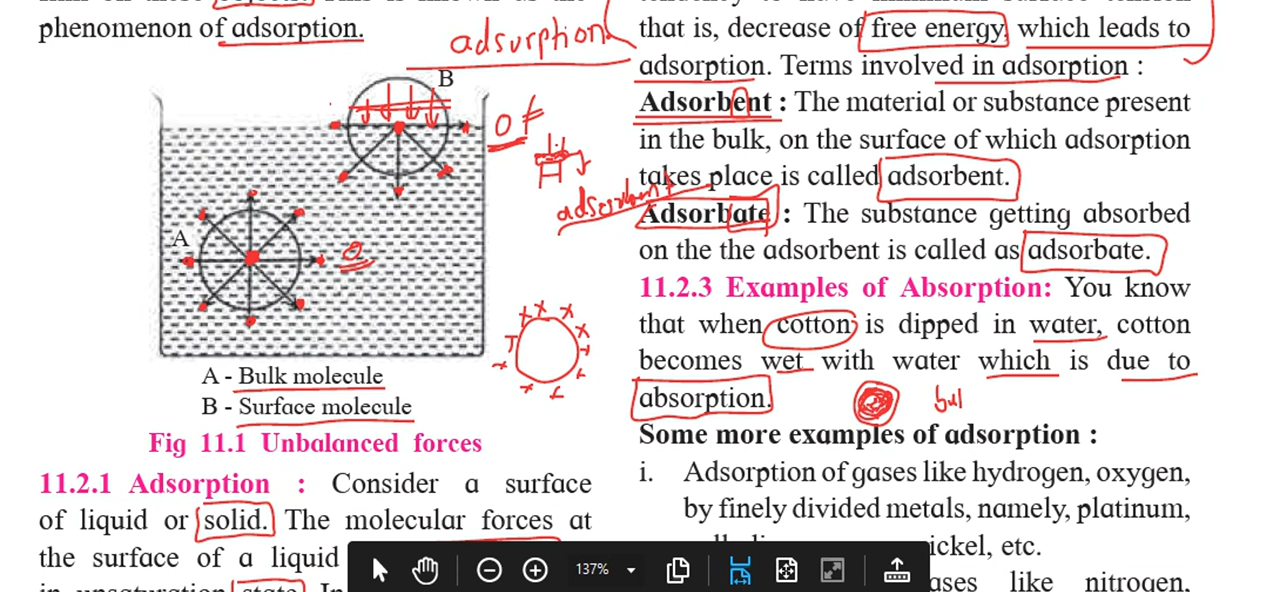 phenomenon of adsorption.
adsorption
B
A
0
of
adsorbent
A - Bulk molecule
B - Surface molecule
Fig 11.1 Unbalanced forces
11.2.1 Adsorption : Consider a surface
of liquid or solid. The molecular forces at
the surface of a liquid
that is, decrease of free energy, which leads to
adsorption. Terms involved in adsorption :
Adsorbent : The material or substance present
in the bulk, on the surface of which adsorption
takes place is called adsorbent.
Adsorbate : The substance getting absorbed
on the the adsorbent is called as adsorbate.
11.2.3 Examples of Absorption: You know
that when cotton is dipped in water, cotton
becomes wet with water which is due to
absorption.
bul
Some more examples of adsorption :
i. Adsorption of gases like hydrogen, oxygen,
by finely divided metals, namely, platinum,
ickel, etc.
ases like nitrogen,
137%